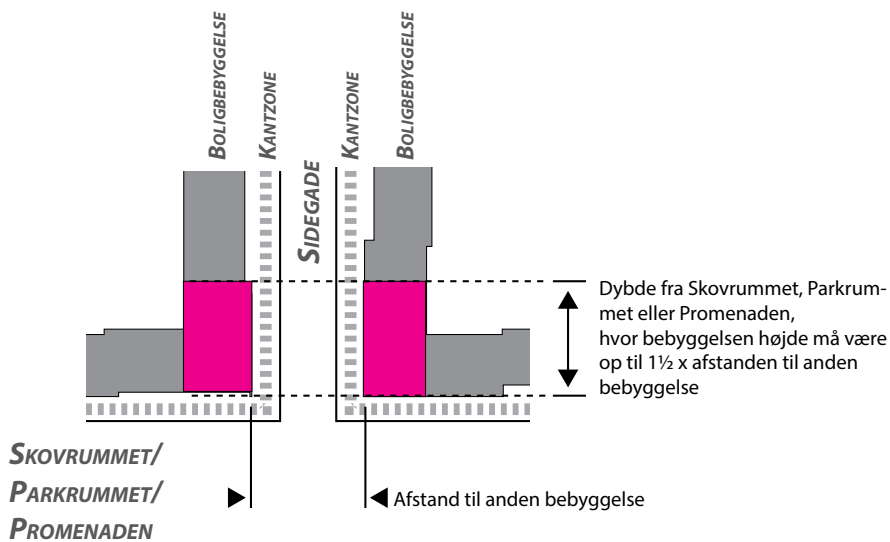 BOLIGBEBYGGELSE
KANTZONE
SIDEGADE
KANTZONE
BOLIGBEBYGGELSE
Dybde fra Skovrummet, Parkrum-
met eller Promenaden,
hvor bebyggelsen højde må være
op til 1½ x afstanden til anden
bebyggelse
SKOVRUMMET/
PARKRUMMET/
PROMENADEN
Afstand til anden bebyggelse